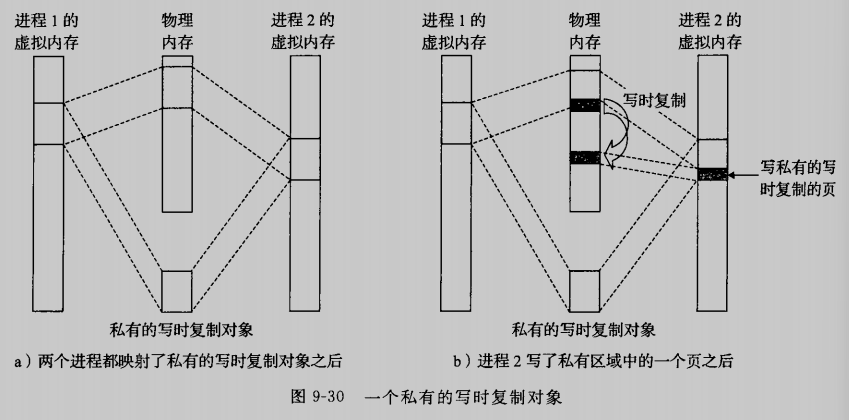 进程 1 的
虚拟内存
物理
内存
进程 2 的
虚拟内存
私有的写时复制对象
a）两个进程都映射了私有的写时复制对象之后
进程 1 的
虚拟内存
物理
内存
进程 2 的
虚拟内存
写时复制
写私有的写
时复制的页
私有的写时复制对象
b）进程 2 写了私有区域中的一个页之后
图 9-30 一个私有的写时复制对象